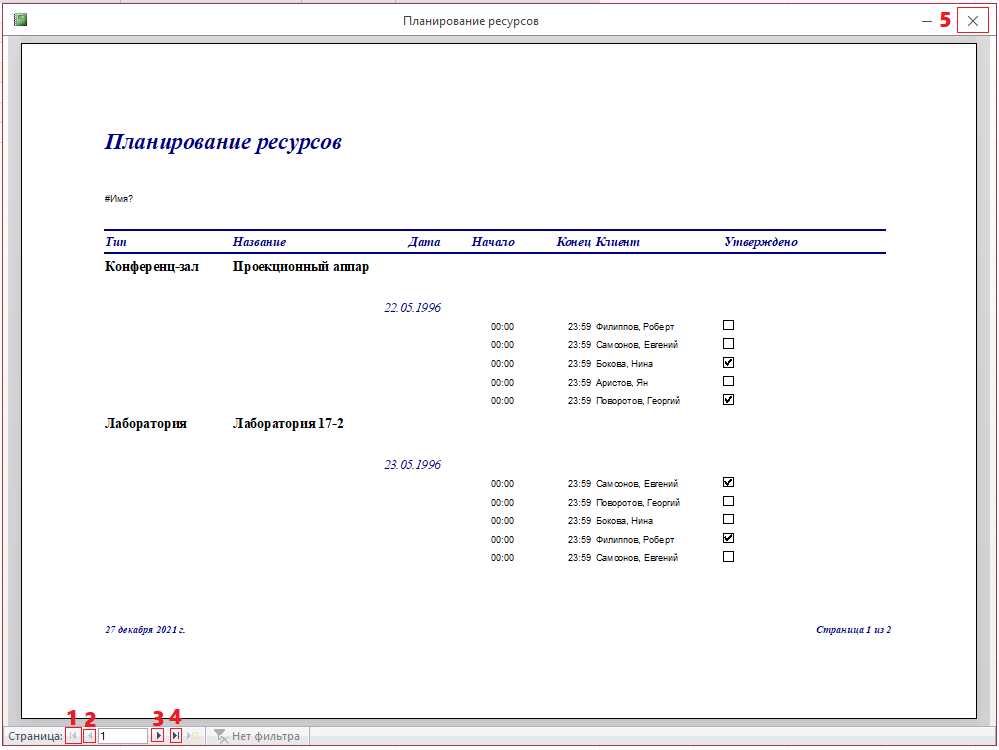 Планирование ресурсов
5
Планирование ресурсов
#Имя?
Тип Название Дата Начало Конец Клиент Утверждено
Конференц-зал Проекционный аппар
22.05.1996
00:00 23:59 Филиппов, Роберт
00:00 23:59 Самсонов, Евгений
00:00 23:59 Бокова, Нина
00:00 23:59 Аристов, Ян
00:00 23:59 Поворотов, Георгий
Лаборатория Лаборатория 17-2
23.05.1996
00:00 23:59 Самсонов, Евгений
00:00 23:59 Поворотов, Георгий
00:00 23:59 Бокова, Нина
00:00 23:59 Филиппов, Роберт
00:00 23:59 Самсонов, Евгений
27 декабря 2021 г. Страница 1 из 2
1 2 3 4
Страница: 1 Нет фильтра